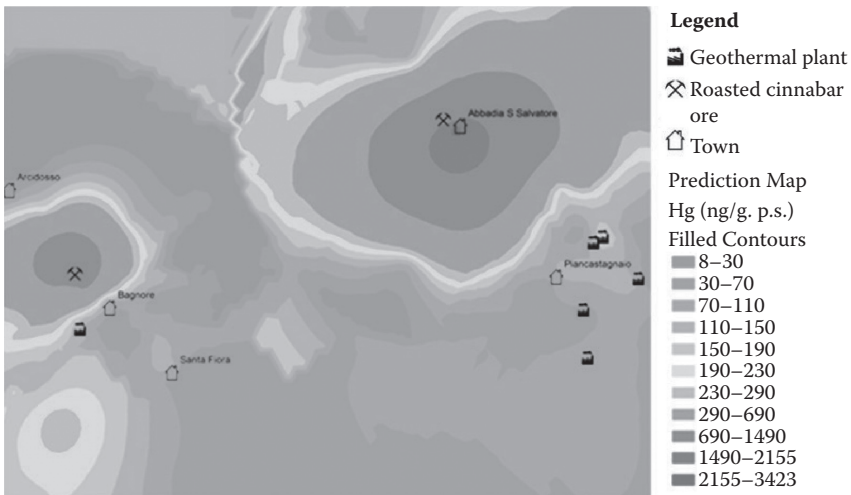 Legend
Geothermal plant
Roasted cinnabar
ore
Town
Prediction Map
Hg (ng/g. p.s.)
Filled Contours
8–30
30–70
70–110
110–150
150–190
190–230
230–290
290–690
690–1490
1490–2155
2155–3423
Abbadia S Salvatore
Arcidosso
Piancastagnaio
Bagnore
Santa Fiora